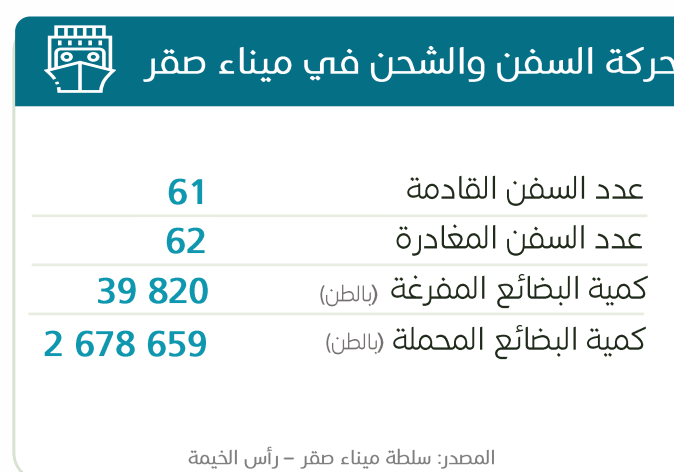 حركة السفن والشحن في ميناء صقر
عدد السفن القادمة 61
عدد السفن المغادرة 62
كمية البضائع المفرغة (بالطن) 39 820
كمية البضائع المحملة (بالطن) 2 678 659
المصدر: سلطة ميناء صقر – رأس الخيمة